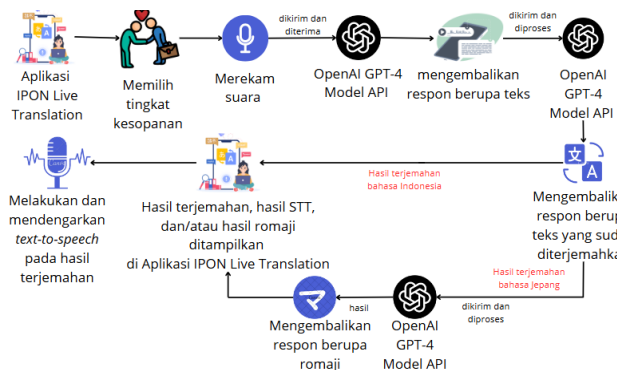 Aplikasi
IPON Live
Translation
Memilih
tingkat
kesopanan
Merekam
suara
dikirim dan
diterima
OpenAI GPT-4
Model API
mengembalikan
respon berupa teks
dikirim dan
diproses
OpenAI
GPT-4
Model API
文
A
Mengembalik
respon berup
teks yang sud
diterjemahka
Hasil terjemahan
bahasa Indonesia
Hasil terjemahan
bahasa Jepang
dikirim dan
diproses
OpenAI
GPT-4
Model API
hasil
マ
Mengembalikan
respon berupa
romaji
Hasil terjemahan, hasil STT,
dan/atau hasil romaji
ditampilkan
di Aplikasi IPON Live Translation
Melakukan dan
mendengarkan
text-to-speech
pada hasil
terjemahan